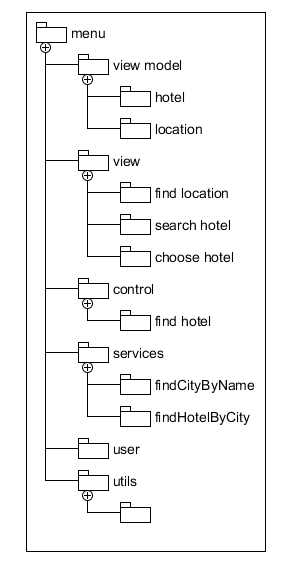 menu
view model
hotel
location
view
find location
search hotel
choose hotel
control
find hotel
services
findCityByName
findHotelByCity
user
utils